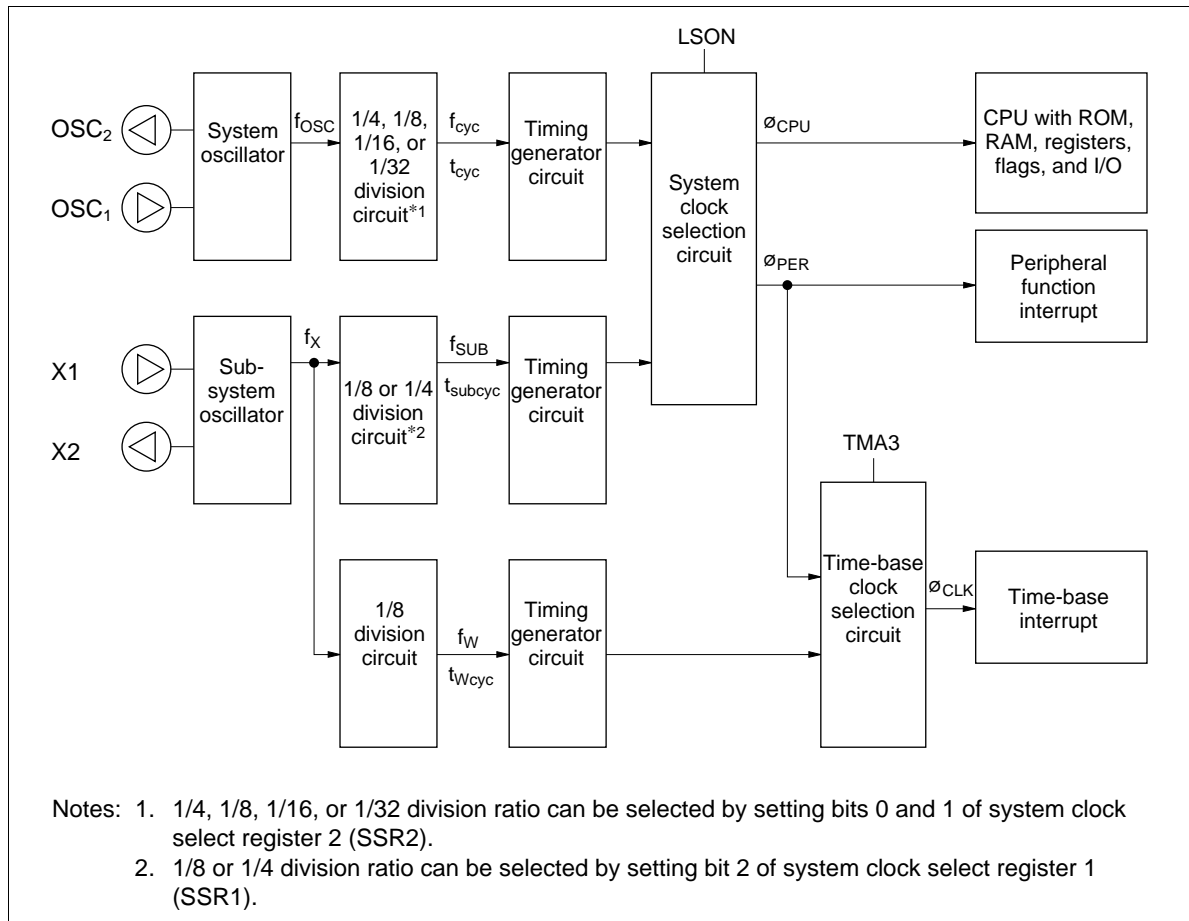 LSON
OSC2
OSC1
System
oscillator
fOSC
1/4, 1/8,
1/16, or
1/32
division
circuit*1
fcyc
tcyc
Timing
generator
circuit
System
clock
selection
circuit
øCPU
øPER
CPU with ROM,
RAM, registers,
flags, and I/O
Peripheral
function
interrupt
X1
X2
Sub-
system
oscillator
fX
1/8 or 1/4
division
circuit*2
fSUB
tsubcyc
Timing
generator
circuit
TMA3
1/8
division
circuit
fW
tWcyc
Timing
generator
circuit
Time-base
clock
selection
circuit
øCLK
Time-base
interrupt
Notes: 1. 1/4, 1/8, 1/16, or 1/32 division ratio can be selected by setting bits 0 and 1 of system clock
select register 2 (SSR2).
2. 1/8 or 1/4 division ratio can be selected by setting bit 2 of system clock select register 1
(SSR1).